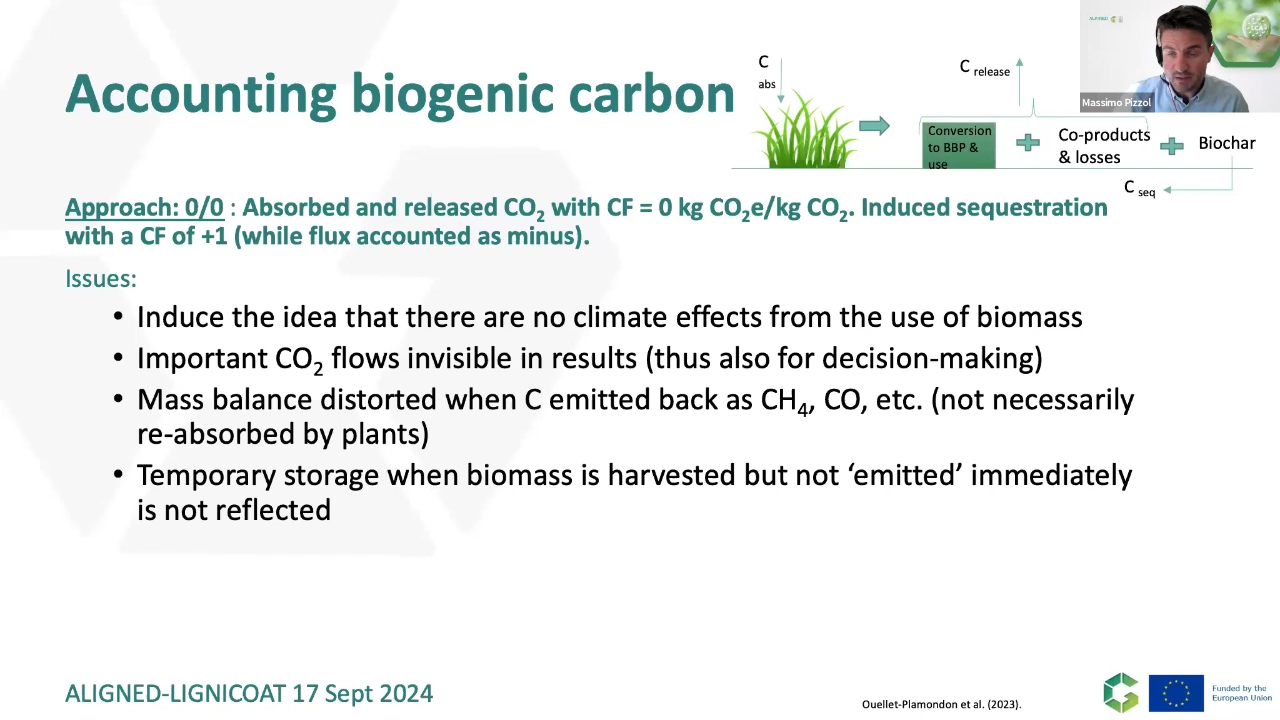 Accounting biogenic carbon
C
abs
C release
Conversion
to BBP &
use
Co-products
& losses
Biochar
C seq
Massimo Pizzol
LCA
Approach: 0/0 : Absorbed and released CO2 with CF = 0 kg CO2e/kg CO2. Induced sequestration
with a CF of +1 (while flux accounted as minus).
Issues:
• Induce the idea that there are no climate effects from the use of biomass
• Important CO2 flows invisible in results (thus also for decision-making)
• Mass balance distorted when C emitted back as CH4, CO, etc. (not necessarily
re-absorbed by plants)
• Temporary storage when biomass is harvested but not ‘emitted’ immediately
is not reflected
ALIGNED-LIGNICOAT 17 Sept 2024
Ouellet-Plamondon et al. (2023).
Funded by the
European Union